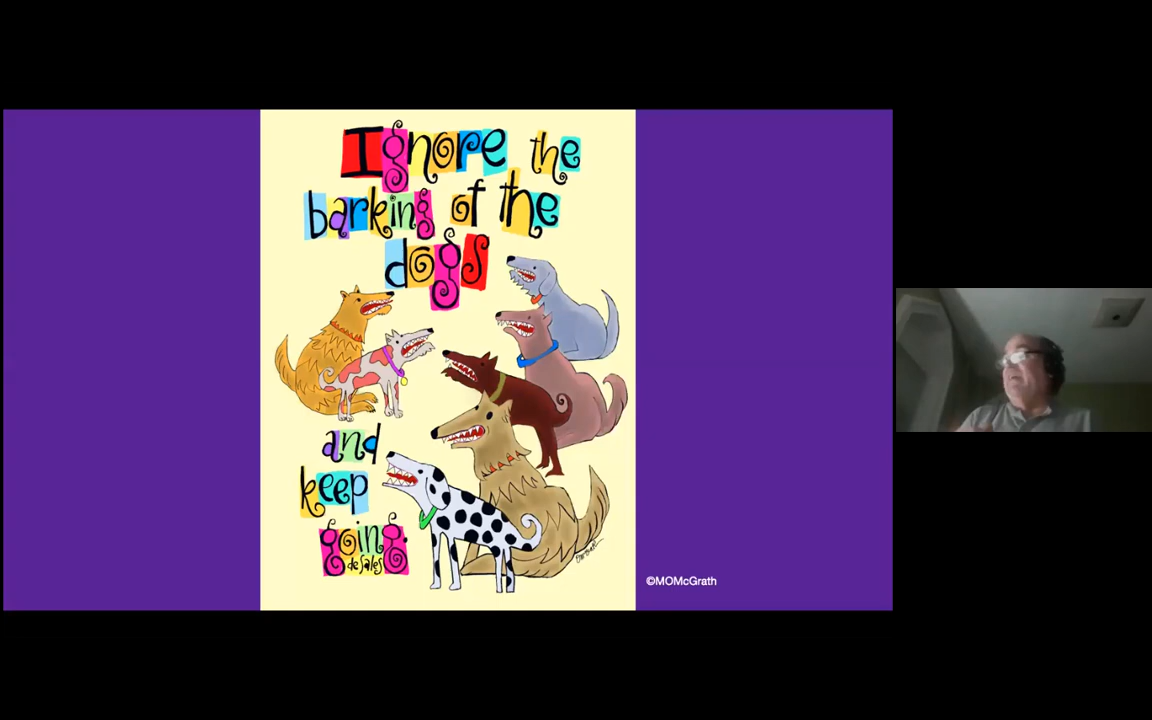 Ignore the
barking of the
dogs
and
keep
going.
de Sales
©MOMcGrath